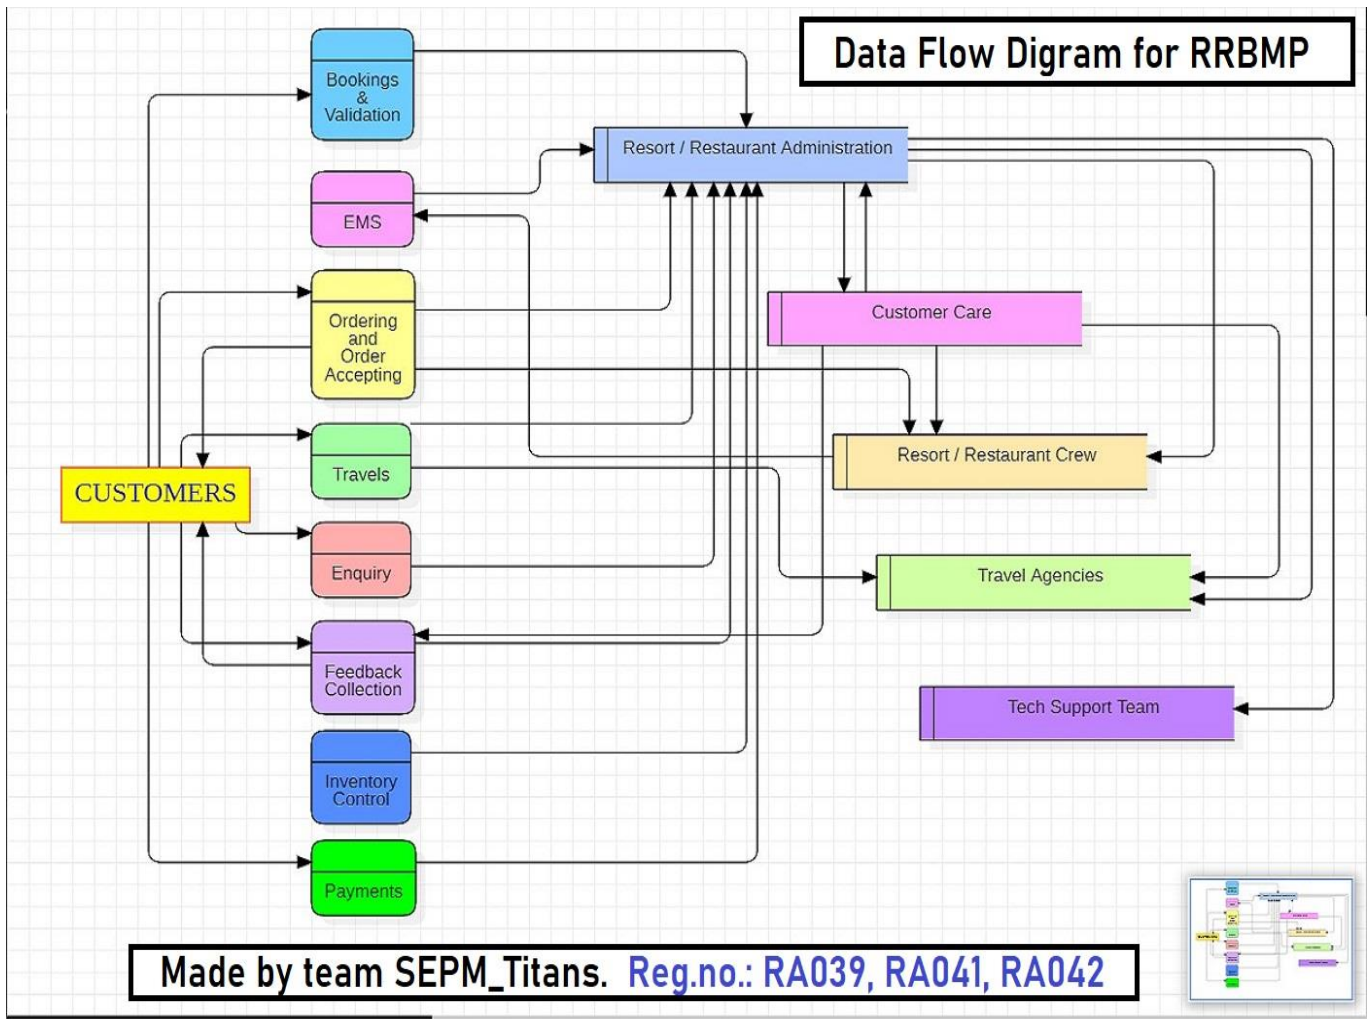 Data Flow Digram for RRBMP
Bookings
&
Validation
Resort / Restaurant Administration
EMS
Customer Care
Ordering
and
Order
Accepting
Resort / Restaurant Crew
Travels
CUSTOMERS
Enquiry
Travel Agencies
Feedback
Collection
Tech Support Team
Inventory
Control
Payments
Made by team SEPM_Titans. Reg.no.: RA039, RA041, RA042